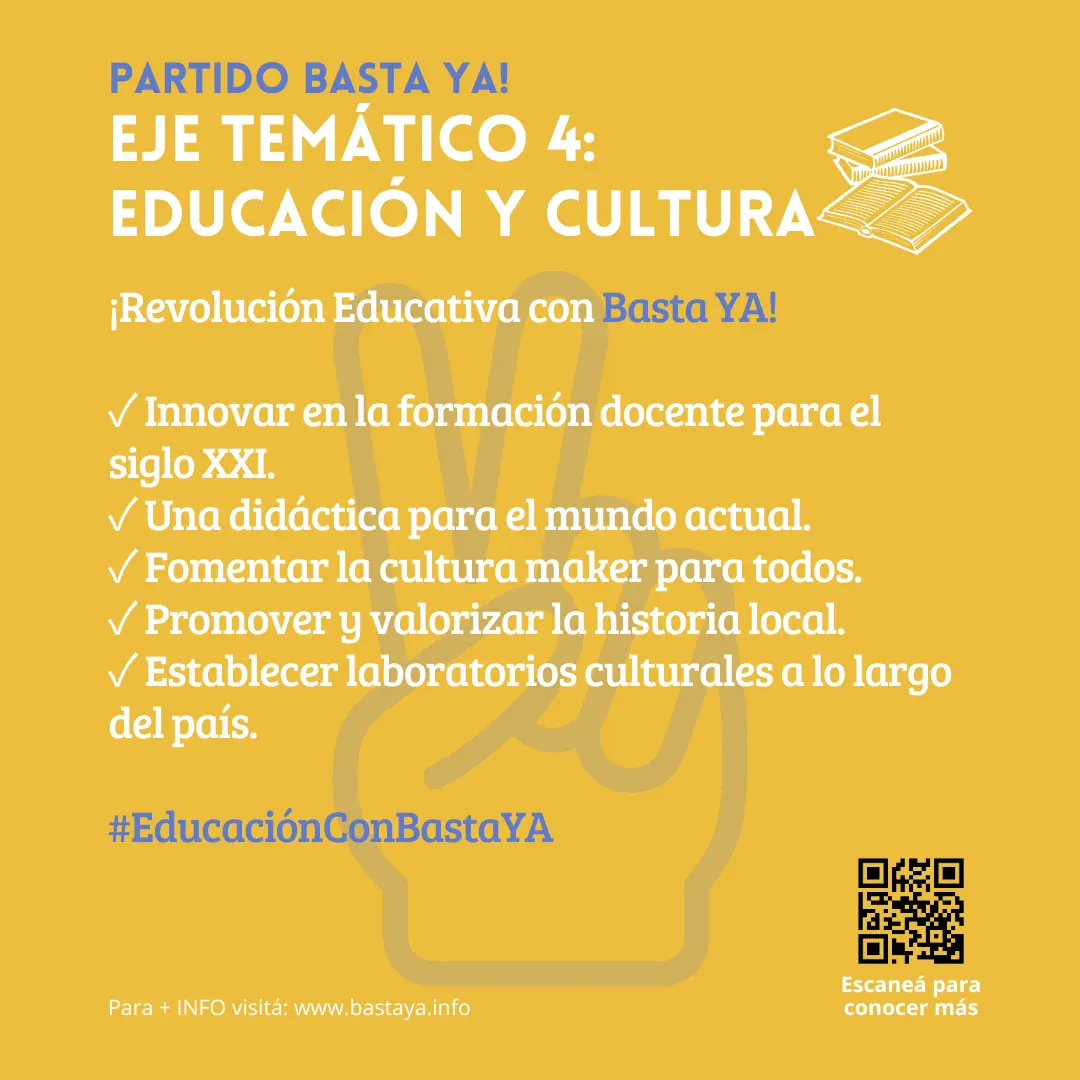 PARTIDO BASTA YA!
EJE TEMÁTICO 4:
EDUCACIÓN Y CULTURA
¡Revolución Educativa con Basta YA!
✓ Innovar en la formación docente para el
siglo XXI.
✓ Una didáctica para el mundo actual.
✓ Fomentar la cultura maker para todos.
✓ Promover y valorizar la historia local.
✓ Establecer laboratorios culturales a lo largo
del país.
#EducaciónConBastaYA
Escaneá para
conocer más
Para + INFO visitá: www.bastaya.info